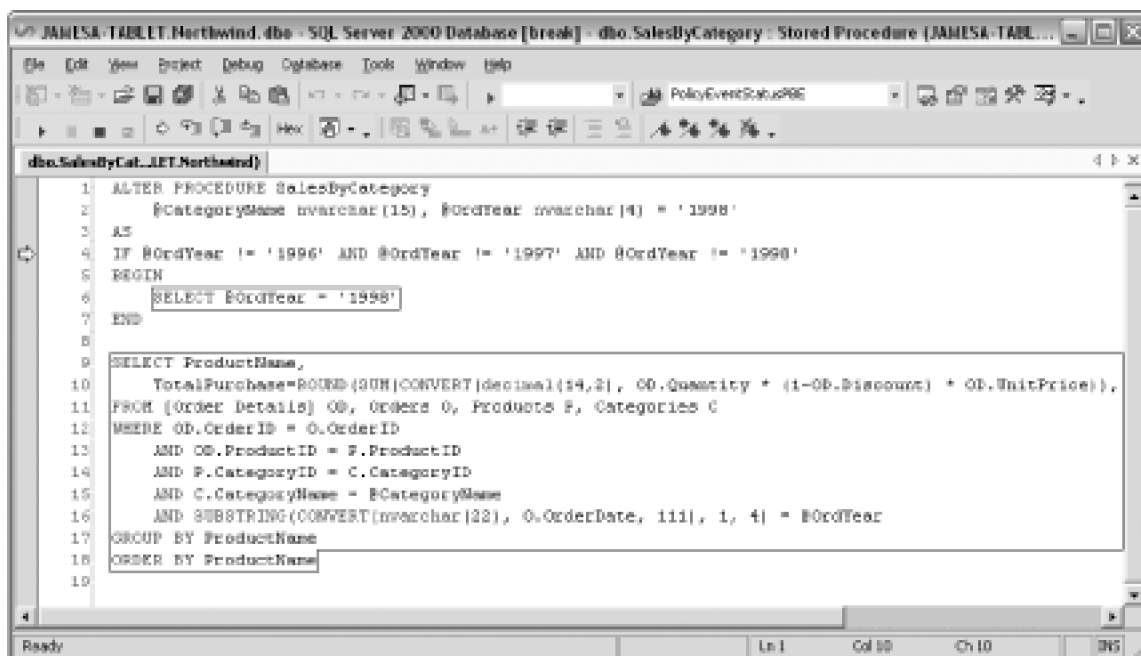 JAMESA-TABLET.Northwind.dbo - SQL Server 2000 Database [break] - dbo.SalesByCategory : Stored Procedure (JAMESA-TABL...
File Edit View Project Debug Database Tools Window Help
PolicyEventStatusPBE
Hex
dbo.SalesByCat...LET.Northwind)
1 ALTER PROCEDURE SalesByCategory
2 @CategoryName nvarchar(15), @OrdYear nvarchar(4) = '1998'
3 AS
4 IF @OrdYear != '1996' AND @OrdYear != '1997' AND @OrdYear != '1998'
5 BEGIN
6 SELECT @OrdYear = '1998'
7 END
8
9 SELECT ProductName,
10 TotalPurchase=ROUND(SUM(CONVERT(decimal(14,2), OD.Quantity * (1-OD.Discount) * OD.UnitPrice)),
11 FROM [Order Details] OD, Orders O, Products P, Categories C
12 WHERE OD.OrderID = O.OrderID
13 AND OD.ProductID = P.ProductID
14 AND P.CategoryID = C.CategoryID
15 AND C.CategoryName = @CategoryName
16 AND SUBSTRING(CONVERT(nvarchar(22), O.OrderDate, 111), 1, 4) = @OrdYear
17 GROUP BY ProductName
18 ORDER BY ProductName
19
Ready Ln 1 Col 10 Ch 10 INS